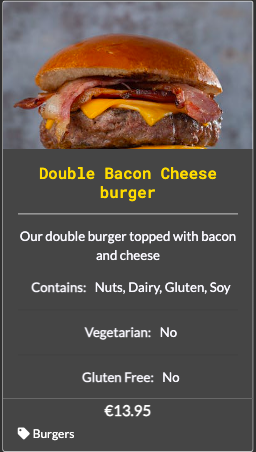 Double Bacon Cheese
burger
Our double burger topped with bacon
and cheese
Contains: Nuts, Dairy, Gluten, Soy
Vegetarian: No
Gluten Free: No
€13.95
Burgers